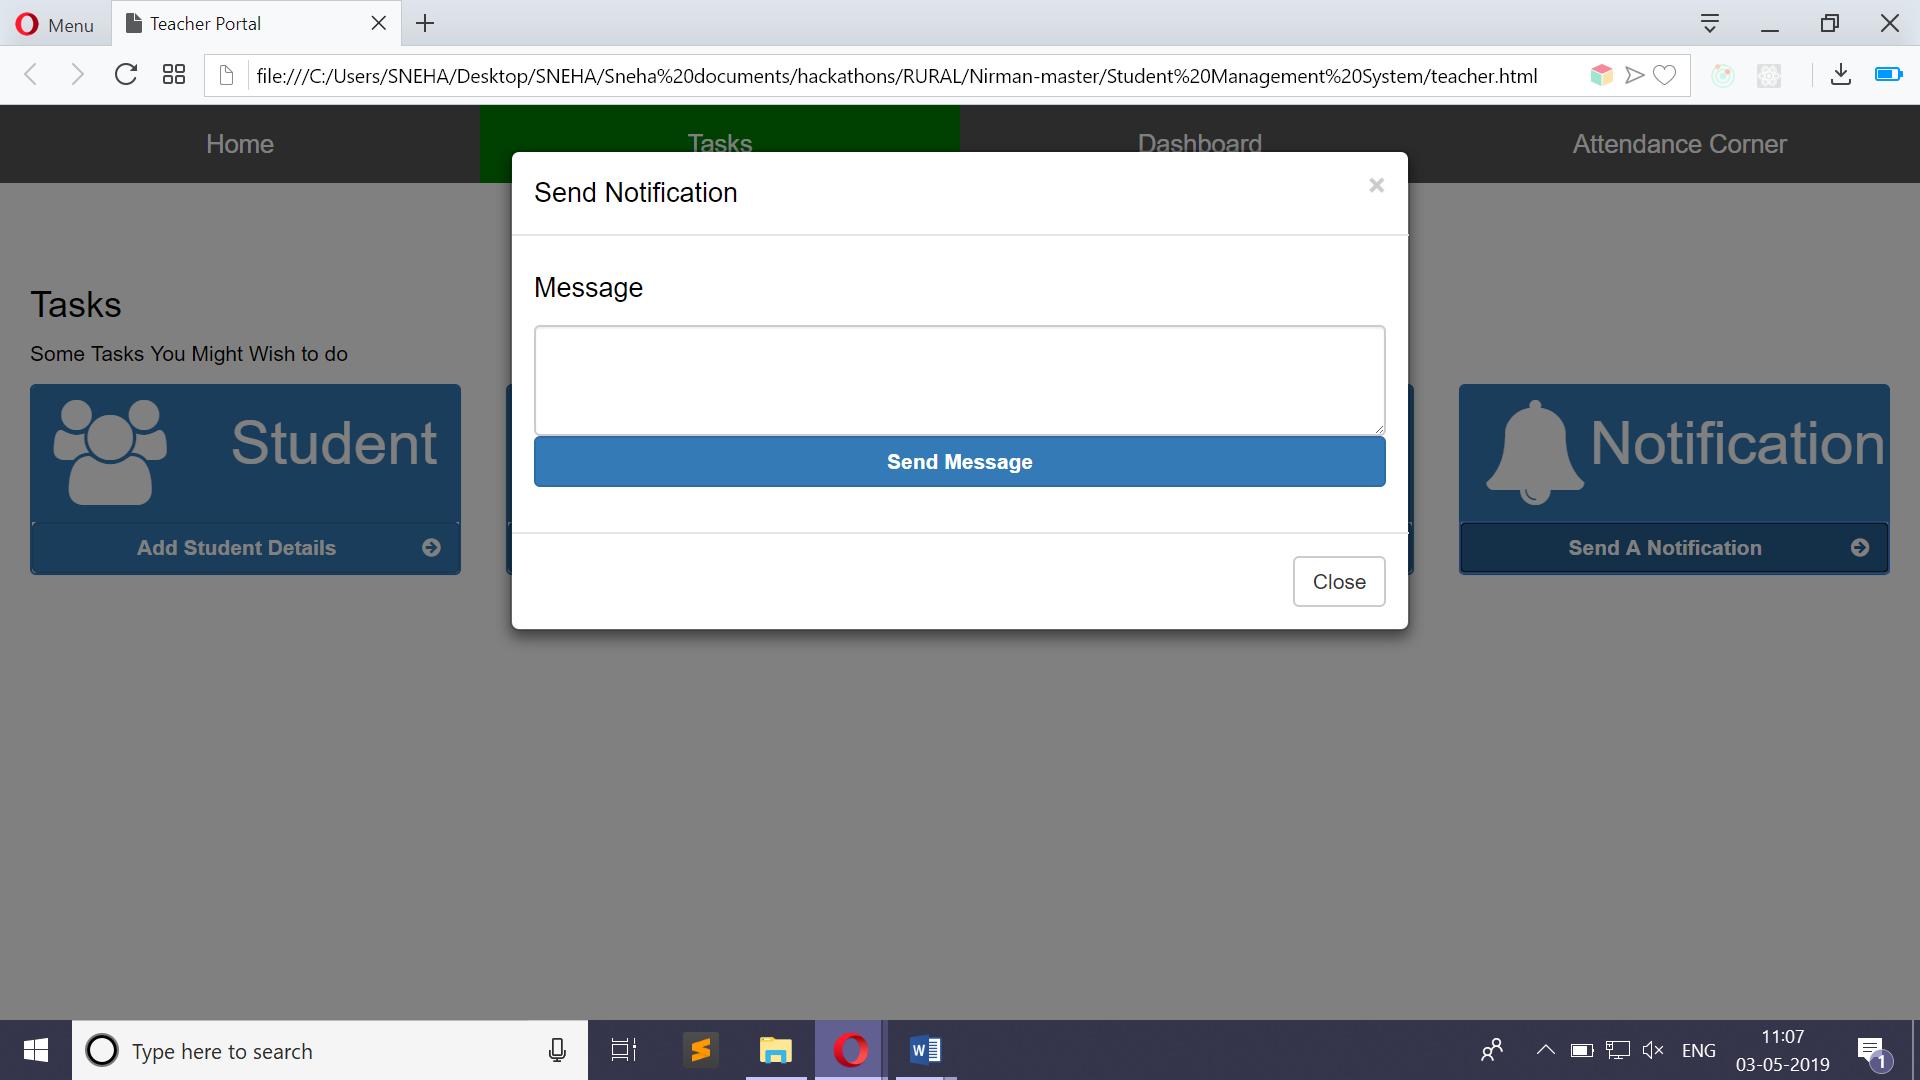 Menu
Teacher Portal
file:///C:/Users/SNEHA/Desktop/SNEHA/Sneha%20documents/hackathons/RURAL/Nirman-master/Student%20Management%20System/teacher.html
Home
Tasks
Dashboard
Attendance Corner
Send Notification
×
Message
Send Message
Close
Tasks
Some Tasks You Might Wish to do
Student
Add Student Details
Notification
Send A Notification
Type here to search
ENG
11:07
03-05-2019
1